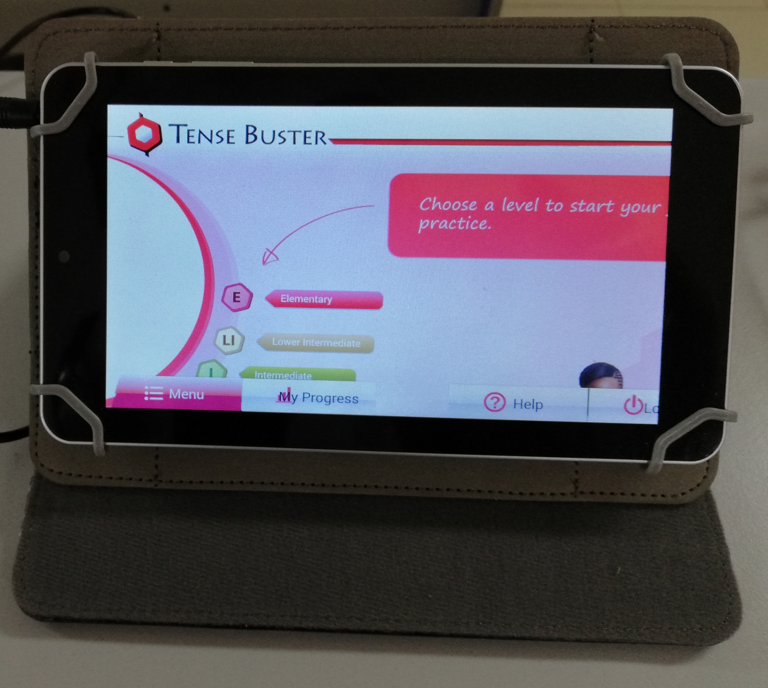 TENSE BUSTER
Choose a level to start your
practice.
E
Elementary
LI
Lower Intermediate
I
Intermediate
Menu
My Progress
Help